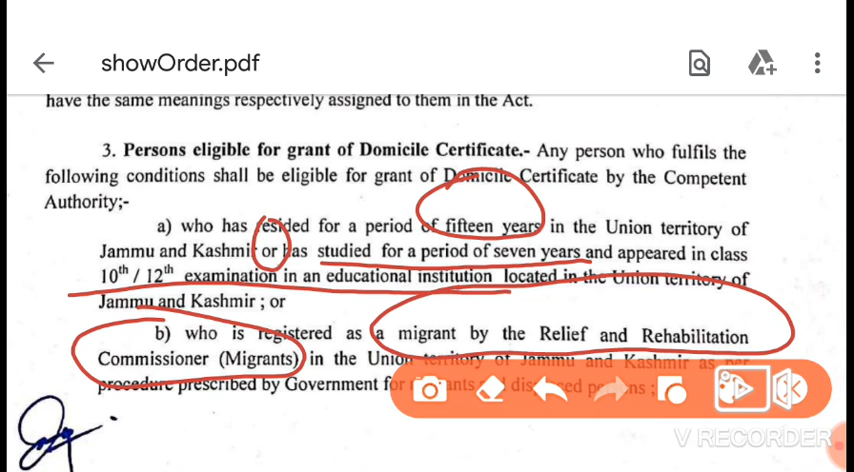 showOrder.pdf
have the same meanings respectively assigned to them in the Act.
3. Persons eligible for grant of Domicile Certificate.- Any person who fulfils the
following conditions shall be eligible for grant of Domicile Certificate by the Competent
Authority;-
a) who has resided for a period of fifteen years in the Union territory of
Jammu and Kashmir or has studied for a period of seven years and appeared in class
10th / 12th examination in an educational institution located in the Union territory of
Jammu and Kashmir ; or
b) who is registered as a migrant by the Relief and Rehabilitation
Commissioner (Migrants) in the Union territory of Jammu and Kashmir as per
procedure prescribed by Government for
V RECORDER